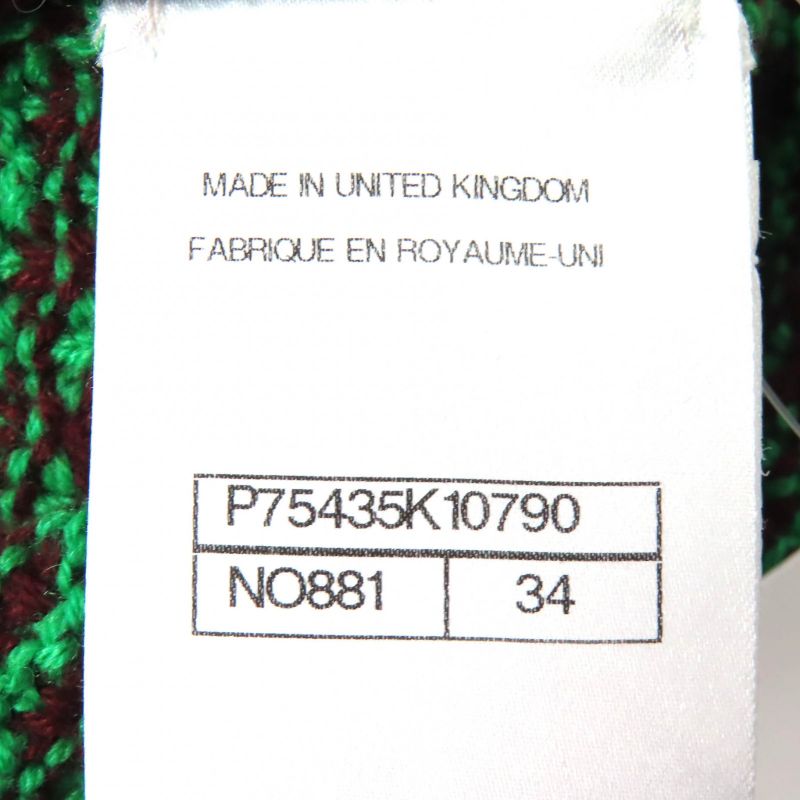 MADE IN UNITED KINGDOM
FABRIQUE EN ROYAUME-UNI
P75435K10790
NO881 34